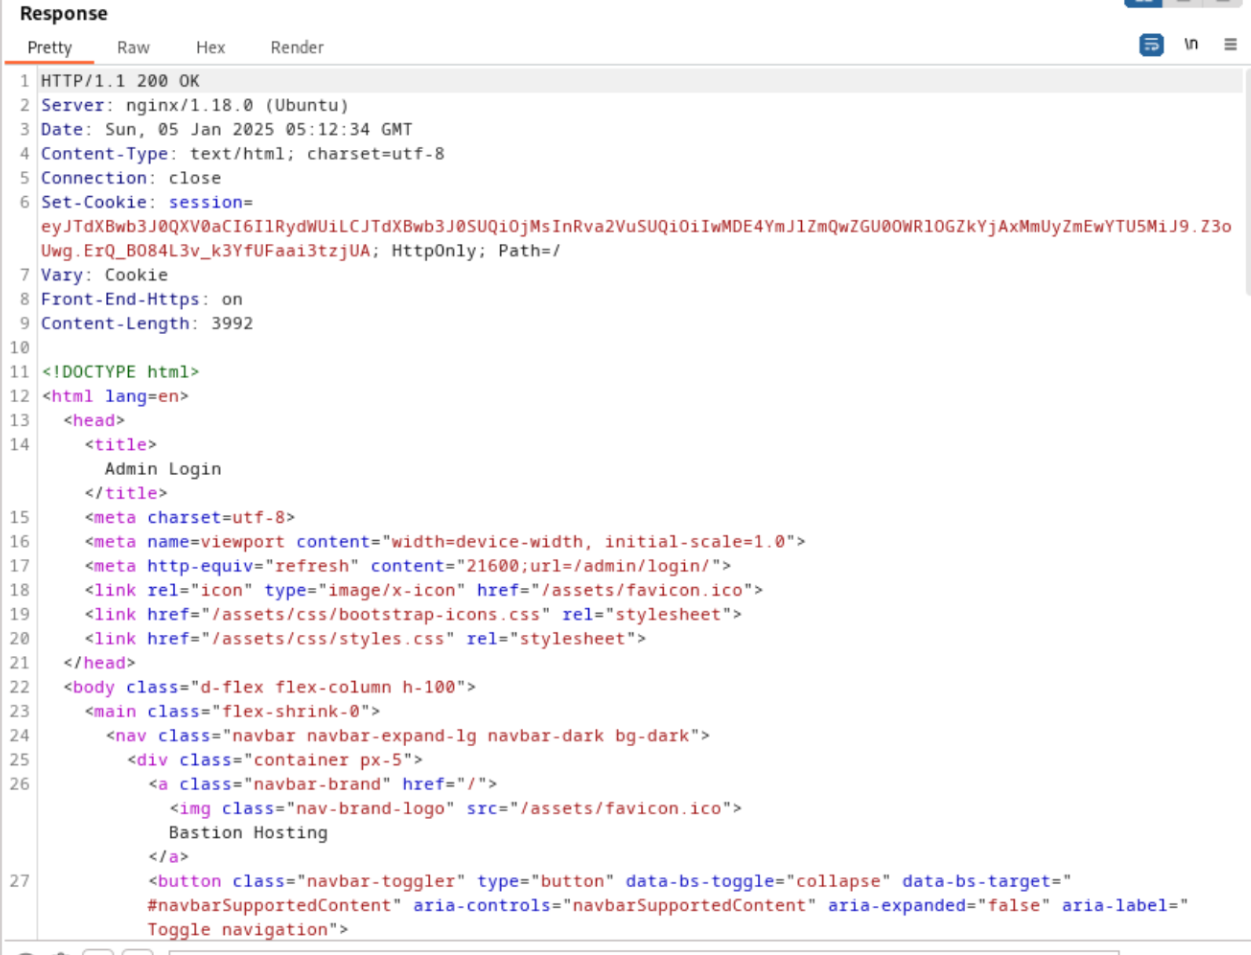 Response
Pretty Raw Hex Render \n
1 HTTP/1.1 200 OK
2 Server: nginx/1.18.0 (Ubuntu)
3 Date: Sun, 05 Jan 2025 05:12:34 GMT
4 Content-Type: text/html; charset=utf-8
5 Connection: close
6 Set-Cookie: session=
eyJTdXBwb3J0QXV0aCI6IlRydWUiLCJTdXBwb3J0SUQiOjMsInRva2VuSUQiOiIwMDE4YmJlZmQwZGU0OWRlOGZkYjAxMmUyZmEwYTU5MiJ9.Z3o
Uwg.ErQ_BO84L3v_k3YfUFaai3tzjUA; HttpOnly; Path=/
7 Vary: Cookie
8 Front-End-Https: on
9 Content-Length: 3992
10
11 <!DOCTYPE html>
12 <html lang=en>
13 <head>
14 <title>
Admin Login
</title>
15 <meta charset=utf-8>
16 <meta name=viewport content="width=device-width, initial-scale=1.0">
17 <meta http-equiv="refresh" content="21600;url=/admin/login/">
18 <link rel="icon" type="image/x-icon" href="/assets/favicon.ico">
19 <link href="/assets/css/bootstrap-icons.css" rel="stylesheet">
20 <link href="/assets/css/styles.css" rel="stylesheet">
21 </head>
22 <body class="d-flex flex-column h-100">
23 <main class="flex-shrink-0">
24 <nav class="navbar navbar-expand-lg navbar-dark bg-dark">
25 <div class="container px-5">
26 <a class="navbar-brand" href="/">
<img class="nav-brand-logo" src="/assets/favicon.ico">
Bastion Hosting
</a>
27 <button class="navbar-toggler" type="button" data-bs-toggle="collapse" data-bs-target="
#navbarSupportedContent" aria-controls="navbarSupportedContent" aria-expanded="false" aria-label="
Toggle navigation">